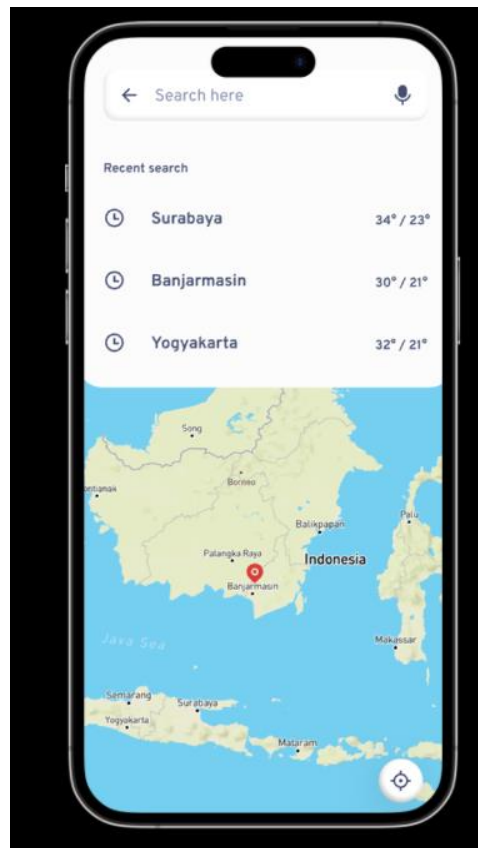 Search here
Recent search
Surabaya 34° / 23°
Banjarmasin 30° / 21°
Yogyakarta 32° / 21°
Song
Borneo
ontianak
Balikpapan
Palu
Palangka Raya
Indonesia
Banjarmasin
Java Sea
Makassar
Semarang
Surabaya
Yogyakarta
Mataram